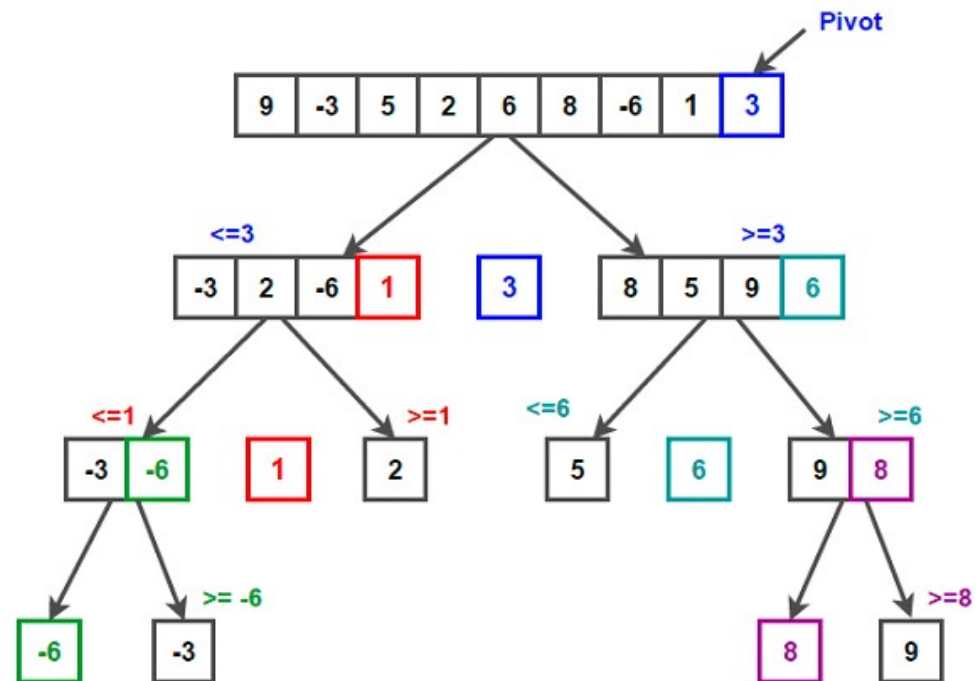 Pivot
9 -3 5 2 6 8 -6 1 3
<=3 >=3
-3 2 -6 1 3 8 5 9 6
<=1 >=1 <=6 >=6
-3 -6 1 2 5 6 9 8
>= -6 >=8
-6 -3 8 9